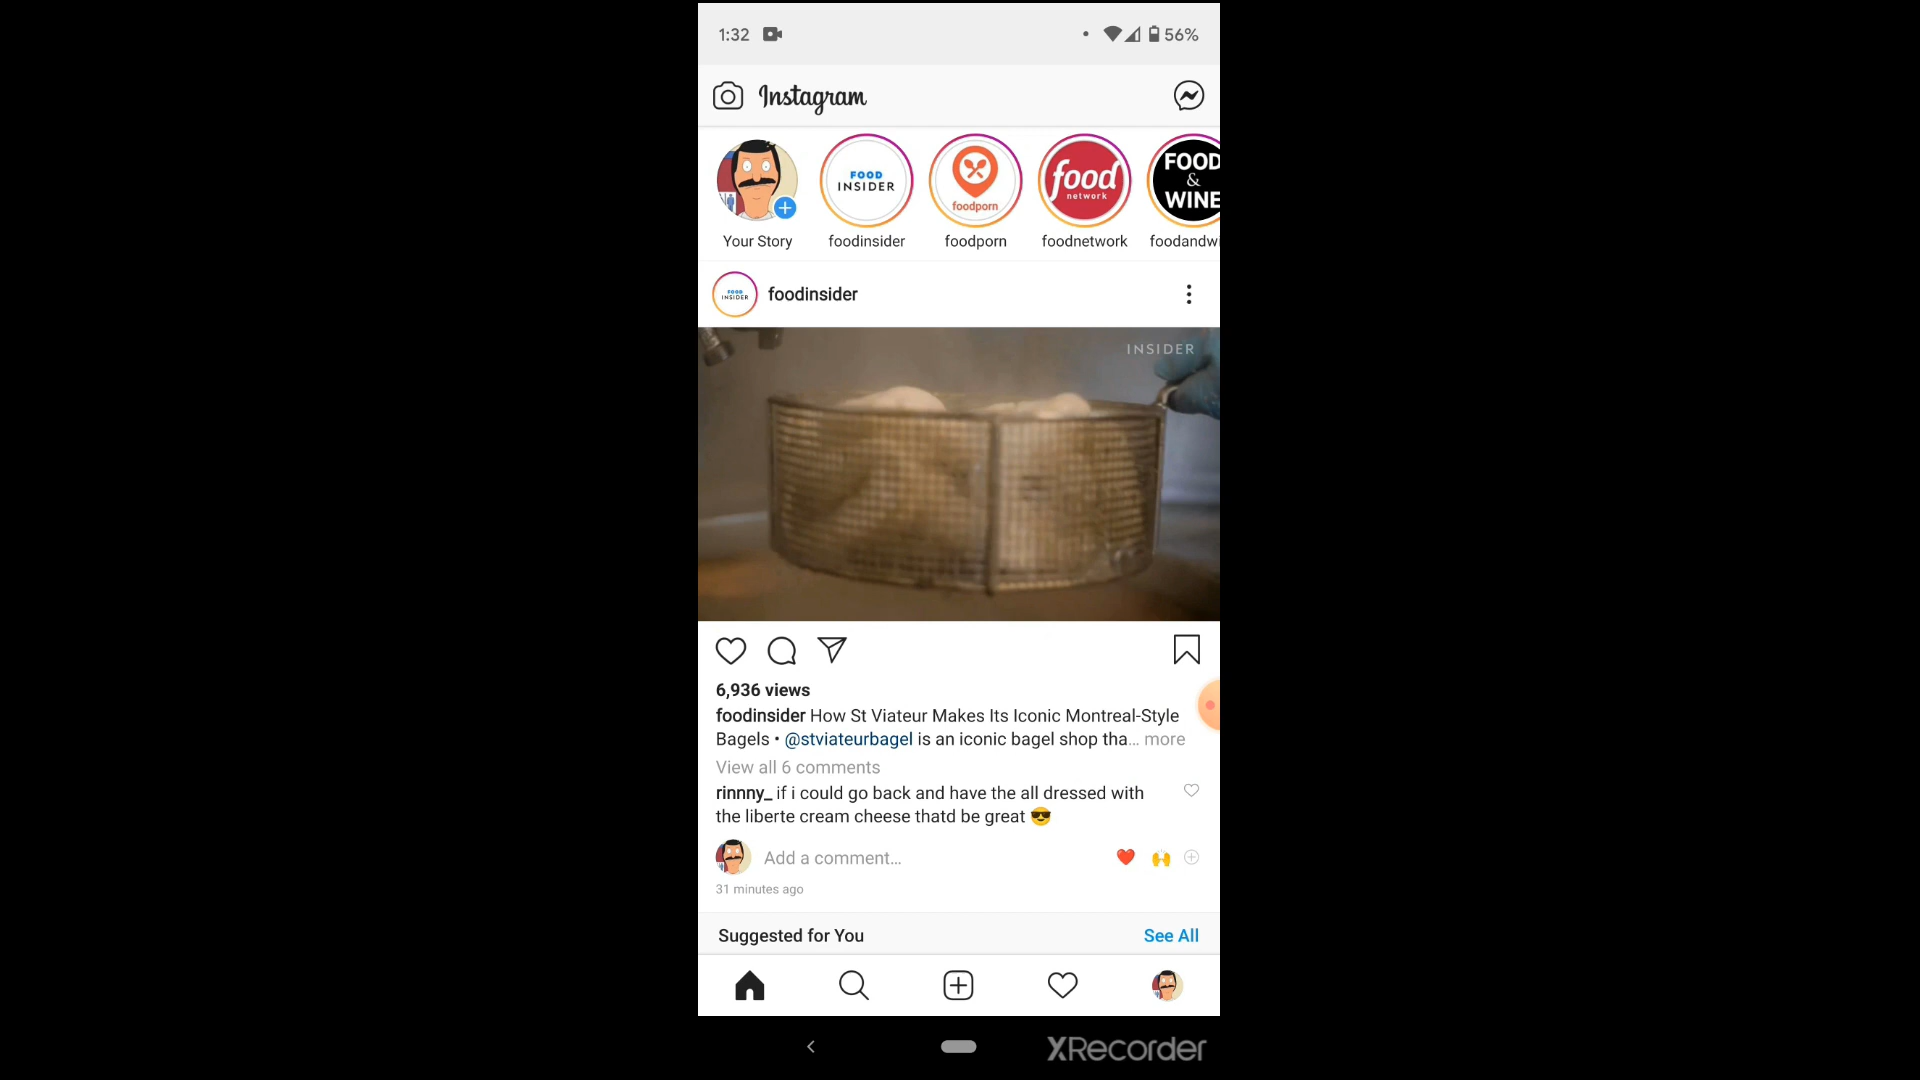 1:32
56%
Instagram
FOOD
INSIDER
foodporn
food
network
FOOD
&
WINE
Your Story
foodinsider
foodporn
foodnetwork
foodandwi
FOOD
INSIDER
foodinsider
INSIDER
6,936 views
foodinsider How St Viateur Makes Its Iconic Montreal-Style
Bagels • @stviateurbagel is an iconic bagel shop tha... more
View all 6 comments
rinnny_ if i could go back and have the all dressed with
the liberte cream cheese thatd be great 😎
Add a comment...
❤️ 🙌
31 minutes ago
Suggested for You
See All
XRecorder